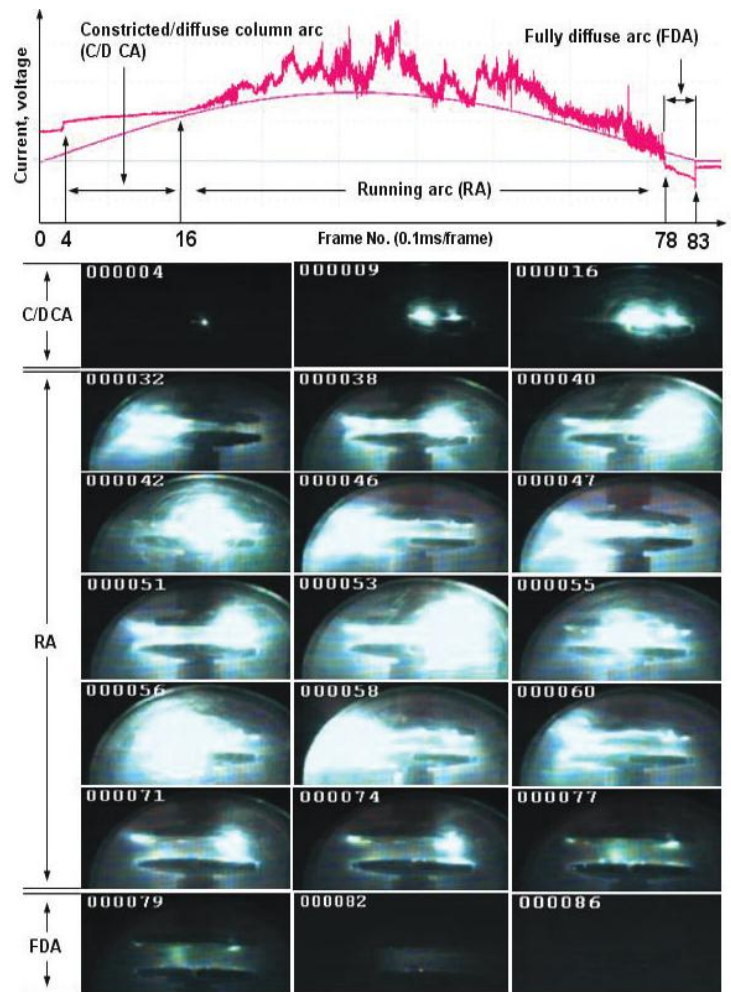 Constricted/diffuse column arc
(C/D CA)
Fully diffuse arc (FDA)
Current, voltage
Running arc (RA)
0 4 16 Frame No. (0.1ms/frame) 78 83
C/DCA
000004 000009 000016
RA
000032 000038 000040
000042 000046 000047
000051 000053 000055
000056 000058 000060
000071 000074 000077
FDA
000079 000082 000086